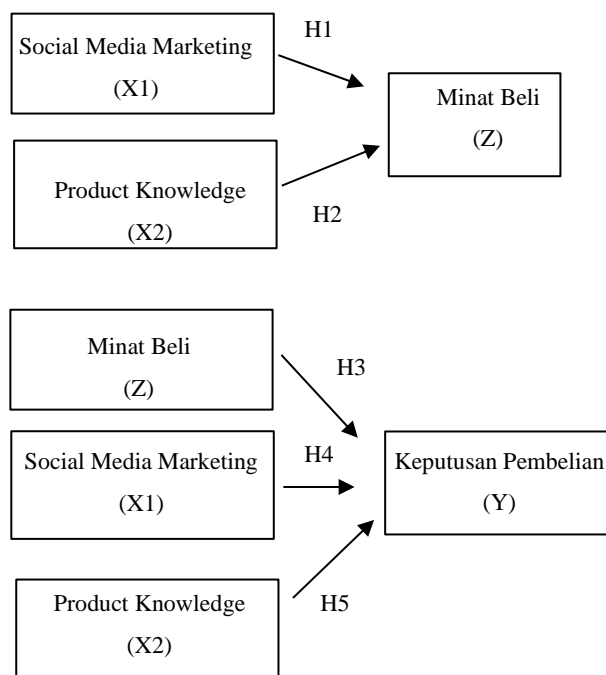 H1
Social Media Marketing
(X1)
Minat Beli
(Z)
Product Knowledge
(X2)
H2
Minat Beli
(Z)
H3
Social Media Marketing
(X1)
H4
Keputusan Pembelian
(Y)
Product Knowledge
(X2)
H5